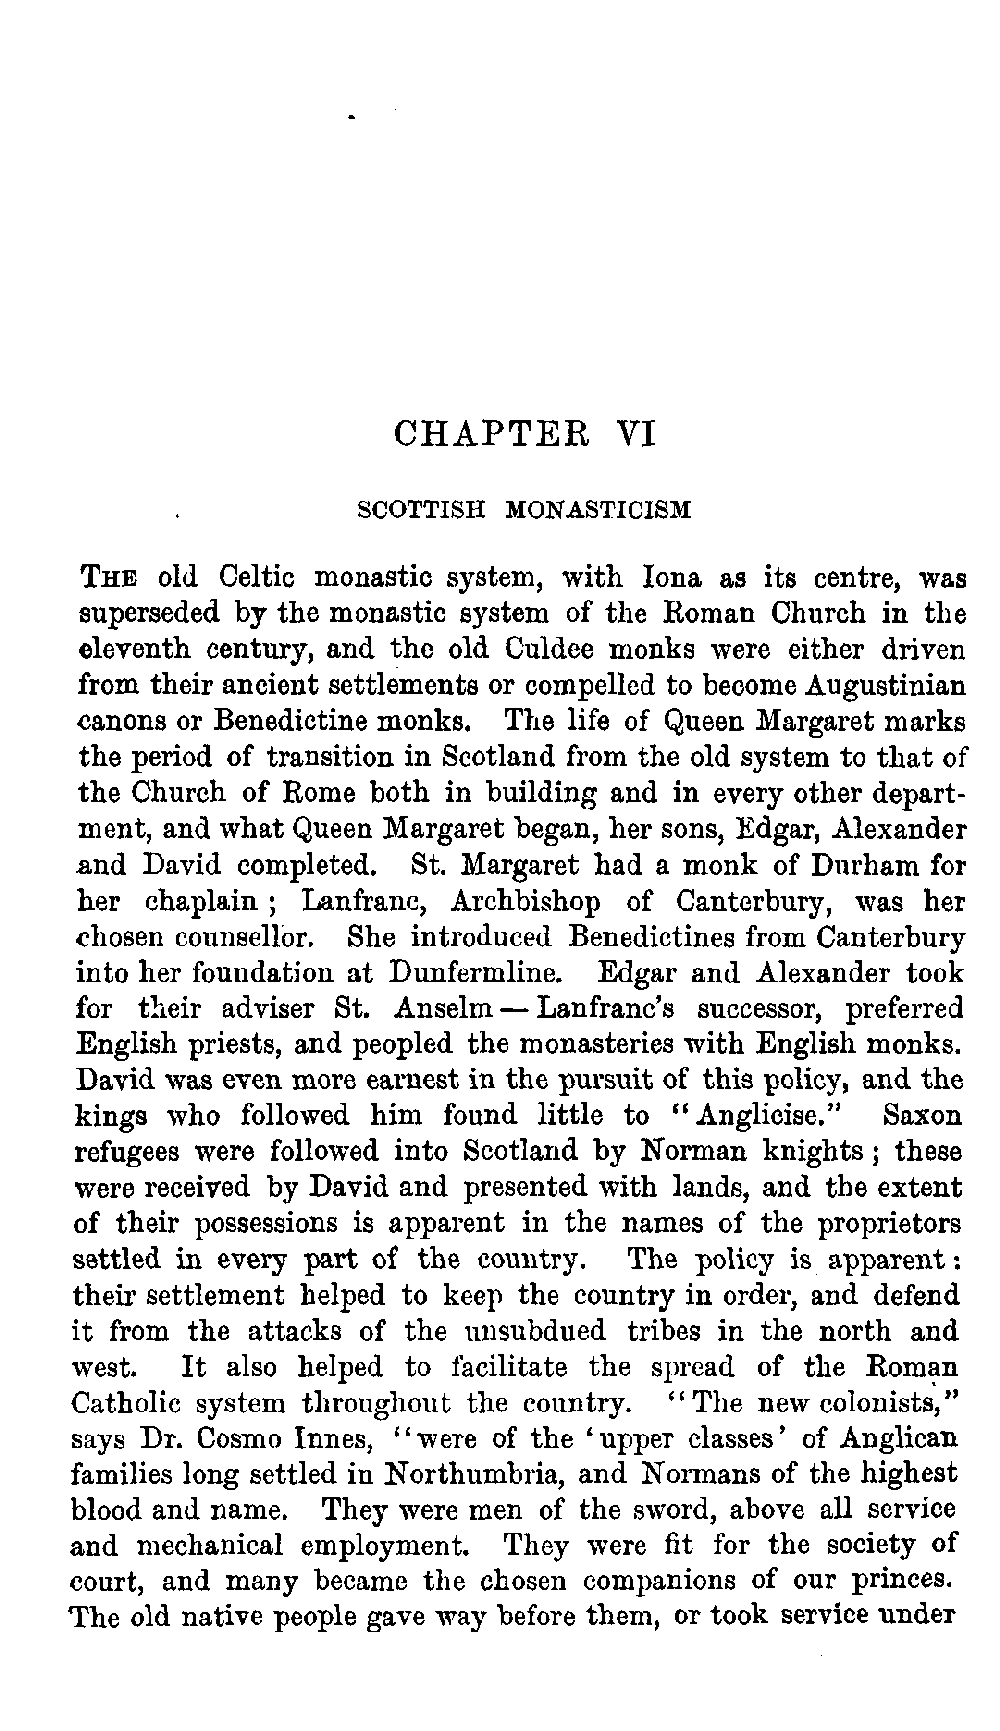 CHAPTER VI
SCOTTISH MONASTICISM
THE old Celtic monastic system, with Iona as its centre, was
superseded by the monastic system of the Roman Church in the
eleventh century, and the old Culdee monks were either driven
from their ancient settlements or compelled to become Augustinian
canons or Benedictine monks. The life of Queen Margaret marks
the period of transition in Scotland from the old system to that of
the Church of Rome both in building and in every other depart-
ment, and what Queen Margaret began, her sons, Edgar, Alexander
and David completed. St. Margaret had a monk of Durham for
her chaplain ; Lanfranc, Archbishop of Canterbury, was her
chosen counsellor. She introduced Benedictines from Canterbury
into her foundation at Dunfermline. Edgar and Alexander took
for their adviser St. Anselm — Lanfranc's successor, preferred
English priests, and peopled the monasteries with English monks.
David was even more earnest in the pursuit of this policy, and the
kings who followed him found little to "Anglicise." Saxon
refugees were followed into Scotland by Norman knights ; these
were received by David and presented with lands, and the extent
of their possessions is apparent in the names of the proprietors
settled in every part of the country. The policy is apparent :
their settlement helped to keep the country in order, and defend
it from the attacks of the unsubdued tribes in the north and
west. It also helped to facilitate the spread of the Roman
Catholic system throughout the country. "The new colonists,"
says Dr. Cosmo Innes, "were of the 'upper classes' of Anglican
families long settled in Northumbria, and Normans of the highest
blood and name. They were men of the sword, above all service
and mechanical employment. They were fit for the society of
court, and many became the chosen companions of our princes.
The old native people gave way before them, or took service under